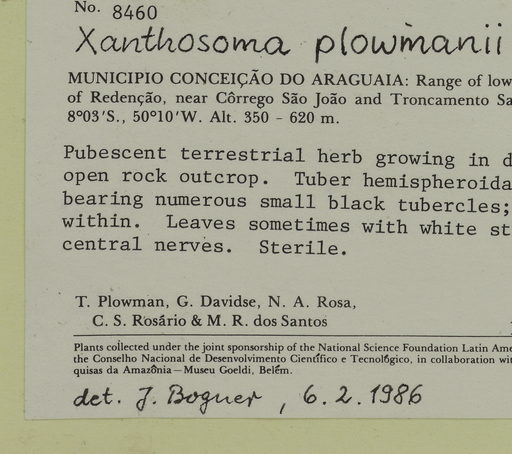 No. 8460
Xanthosoma plowmanii
MUNICIPIO CONCEIÇÃO DO ARAGUAIA: Range of low
of Redenção, near Côrrego São João and Troncamento Sa
8°03'S., 50°10'W. Alt. 350 - 620 m.
Pubescent terrestrial herb growing in d
open rock outcrop. Tuber hemispheroida
bearing numerous small black tubercles;
within. Leaves sometimes with white st
central nerves. Sterile.
T. Plowman, G. Davidse, N. A. Rosa,
C. S. Rosário & M. R. dos Santos
Plants collected under the joint sponsorship of the National Science Foundation Latin Ame
the Conselho Nacional de Desenvolvimento Científico e Tecnológico, in collaboration wit
quisas da Amazônia—Museu Goeldi, Belém.
det. J. Bogner, 6.2.1986